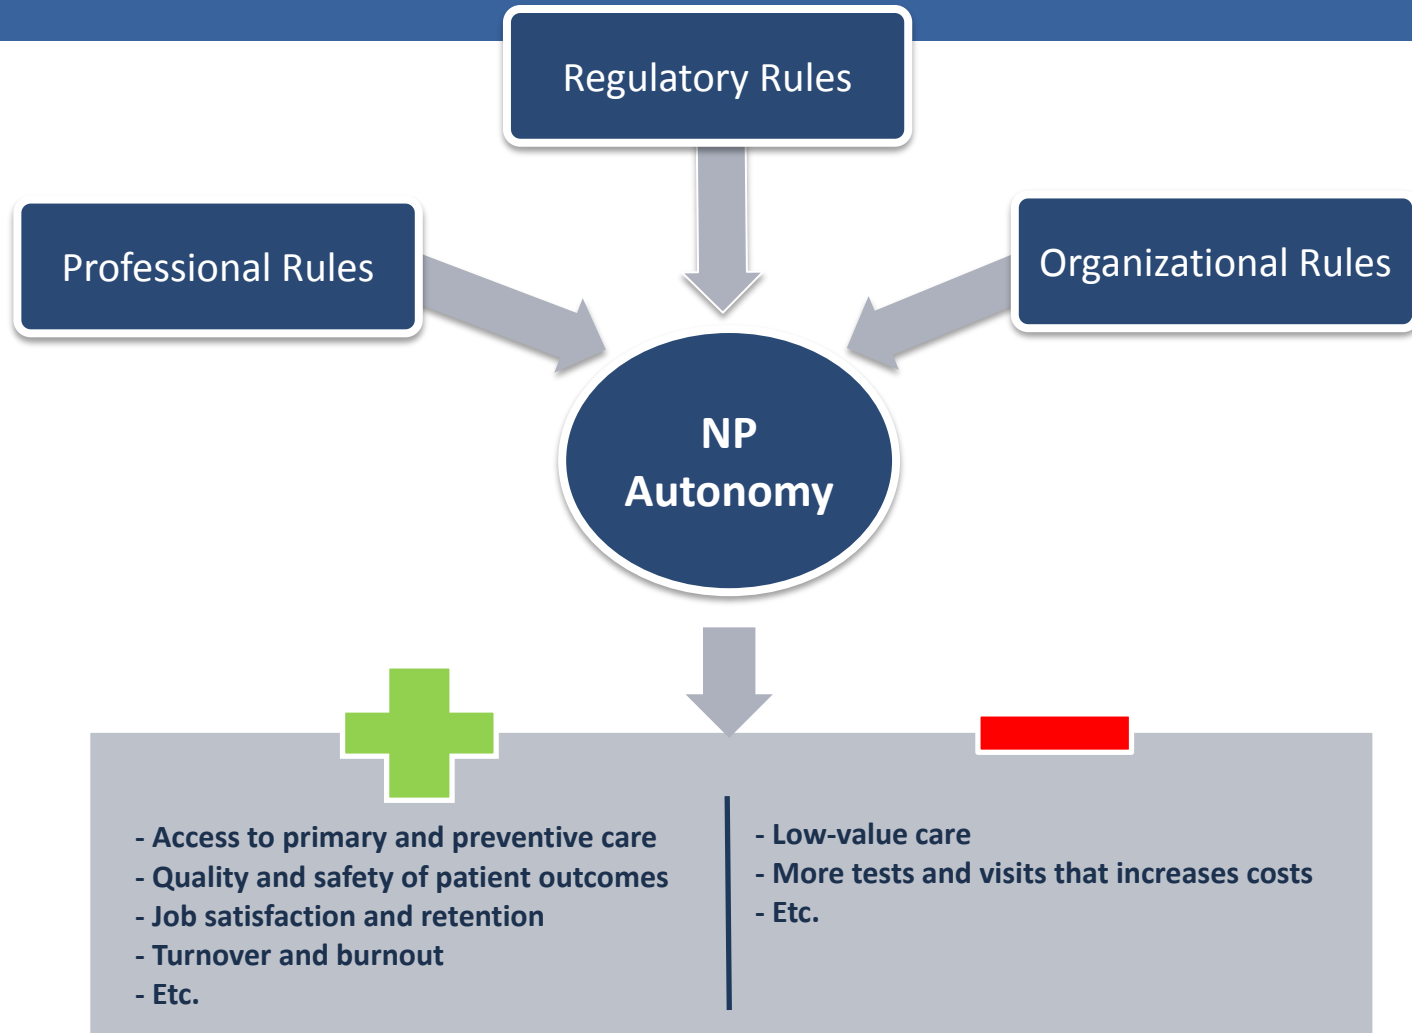 Regulatory Rules
Professional Rules
Organizational Rules
NP
Autonomy
- Access to primary and preventive care
- Quality and safety of patient outcomes
- Job satisfaction and retention
- Turnover and burnout
- Etc.
- Low-value care
- More tests and visits that increases costs
- Etc.